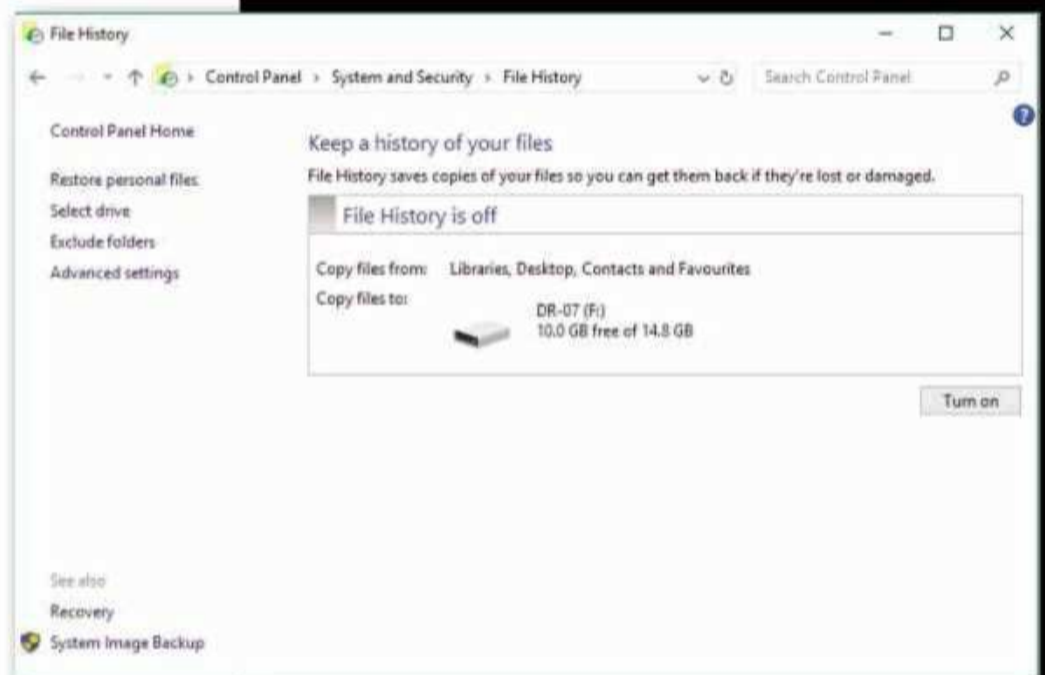 File History
Control Panel › System and Security › File History
Search Control Panel
Control Panel Home
Restore personal files
Select drive
Exclude folders
Advanced settings
Keep a history of your files
File History saves copies of your files so you can get them back if they're lost or damaged.
File History is off
Copy files from: Libraries, Desktop, Contacts and Favourites
Copy files to:
DR-07 (F:)
10.0 GB free of 14.8 GB
Turn on
See also
Recovery
System Image Backup